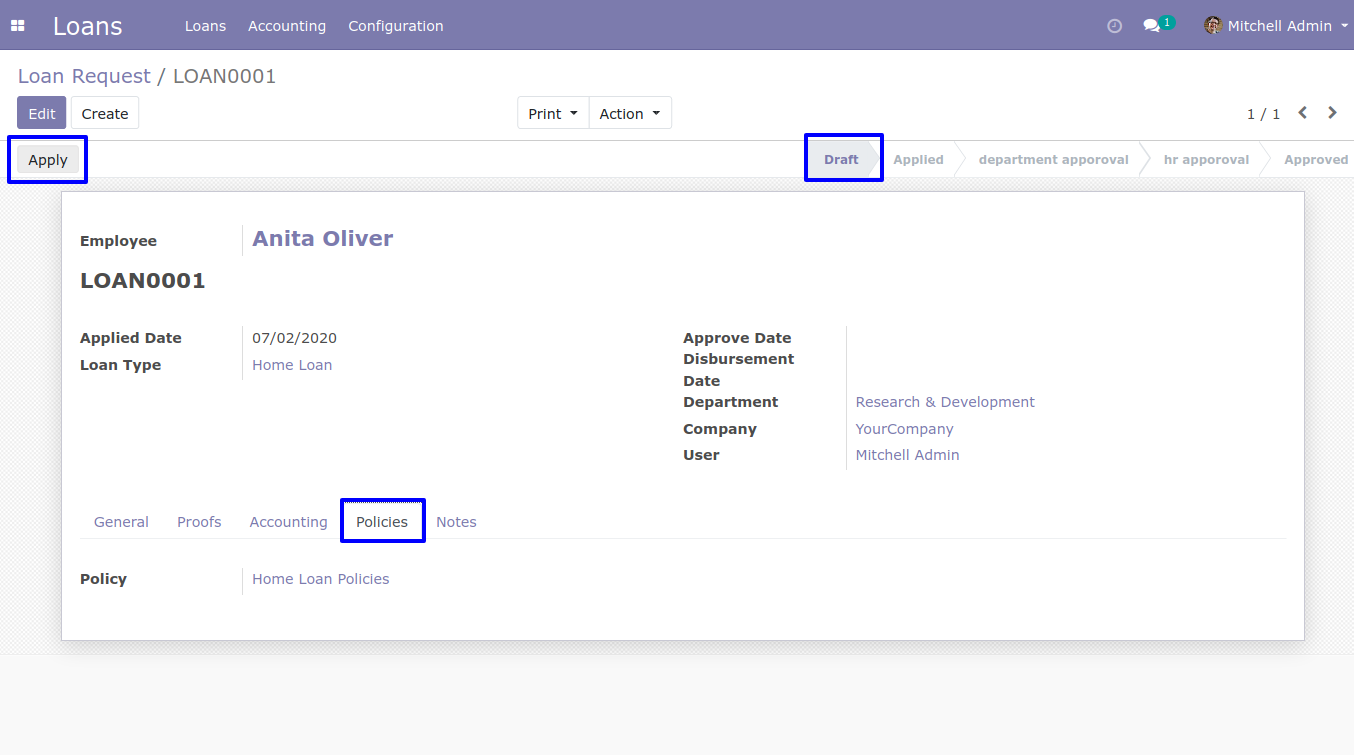 Loans Loans Accounting Configuration 1 Mitchell Admin
Loan Request / LOAN0001
Edit Create Print Action 1 / 1
Apply Draft Applied department apporoval hr apporoval Approved
Employee Anita Oliver
LOAN0001
Applied Date 07/02/2020 Approve Date
Loan Type Home Loan Disbursement
Date
Department Research & Development
Company YourCompany
User Mitchell Admin
General Proofs Accounting Policies Notes
Policy Home Loan Policies